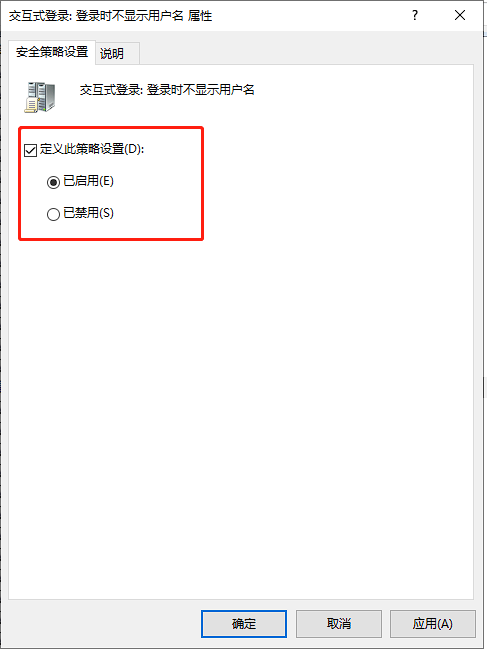 交互式登录: 登录时不显示用户名 属性
?
安全策略设置
说明
交互式登录: 登录时不显示用户名
定义此策略设置(D):
已启用(E)
已禁用(S)
确定
取消
应用(A)